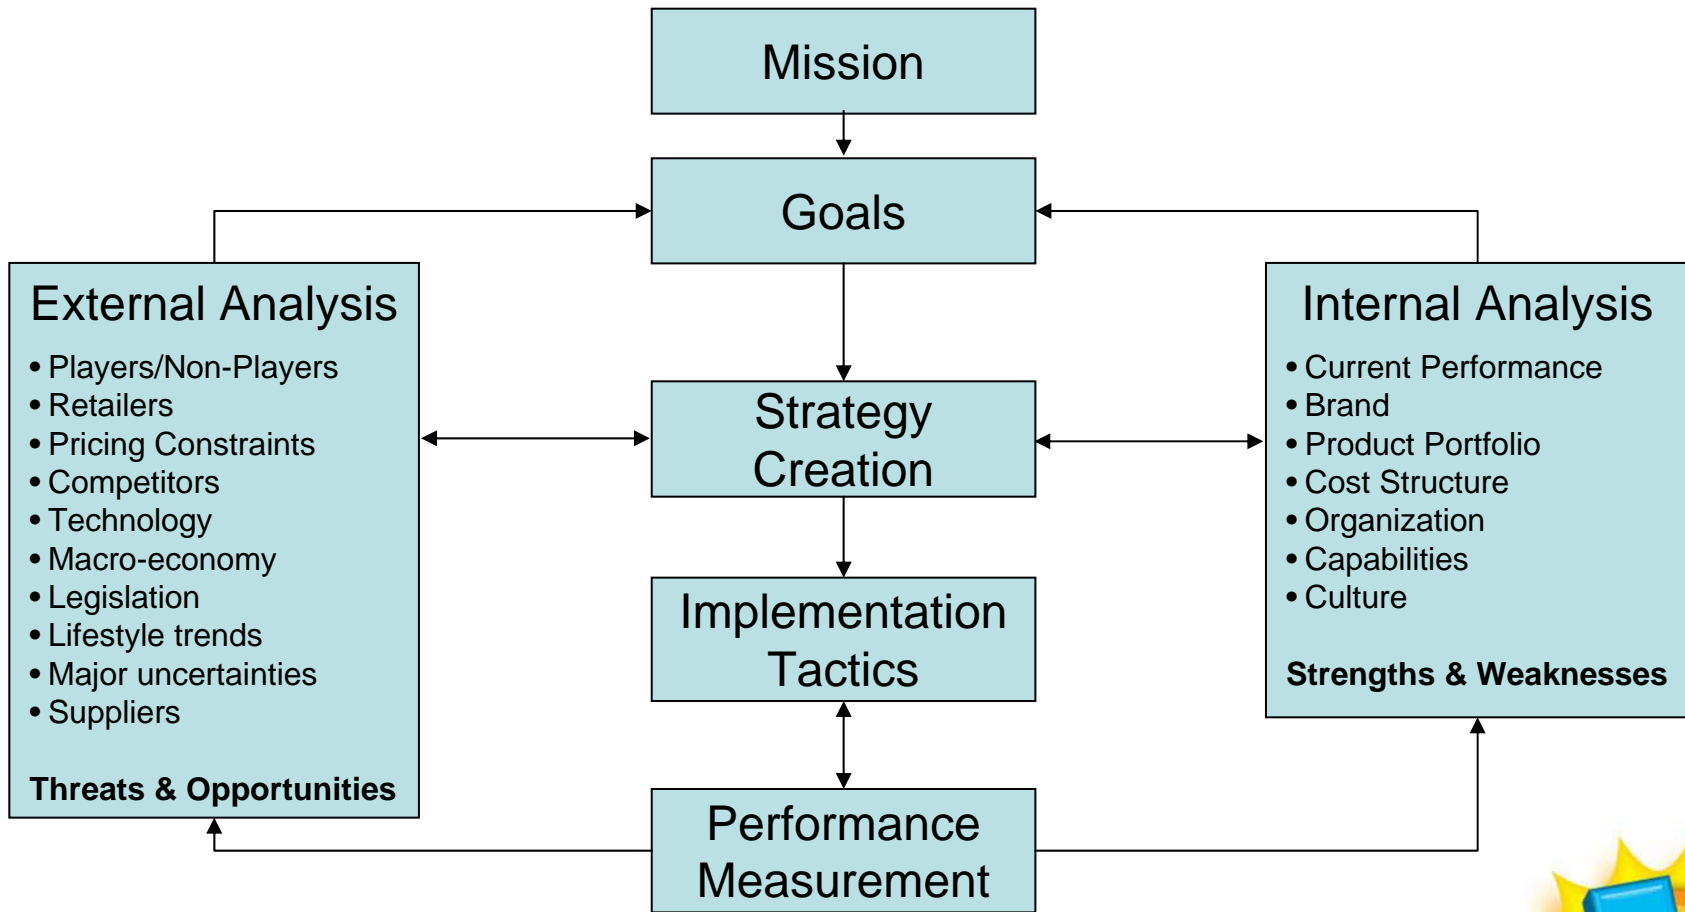 Mission
Goals
External Analysis
• Players/Non-Players
• Retailers
• Pricing Constraints
• Competitors
• Technology
• Macro-economy
• Legislation
• Lifestyle trends
• Major uncertainties
• Suppliers
Threats & Opportunities
Strategy
Creation
Implementation
Tactics
Performance
Measurement
Internal Analysis
• Current Performance
• Brand
• Product Portfolio
• Cost Structure
• Organization
• Capabilities
• Culture
Strengths & Weaknesses